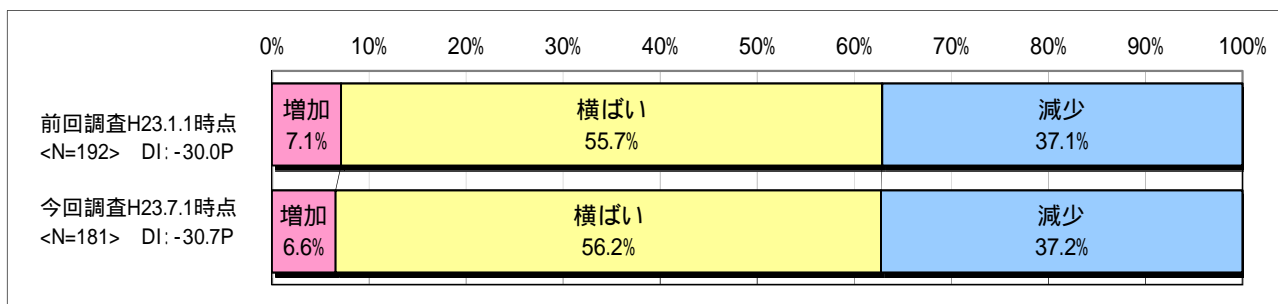 0% 10% 20% 30% 40% 50% 60% 70% 80% 90% 100%
前回調査H23.1.1時点
<N=192> DI:-30.0P
増加
7.1%
横ばい
55.7%
減少
37.1%
今回調査H23.7.1時点
<N=181> DI:-30.7P
増加
6.6%
横ばい
56.2%
減少
37.2%